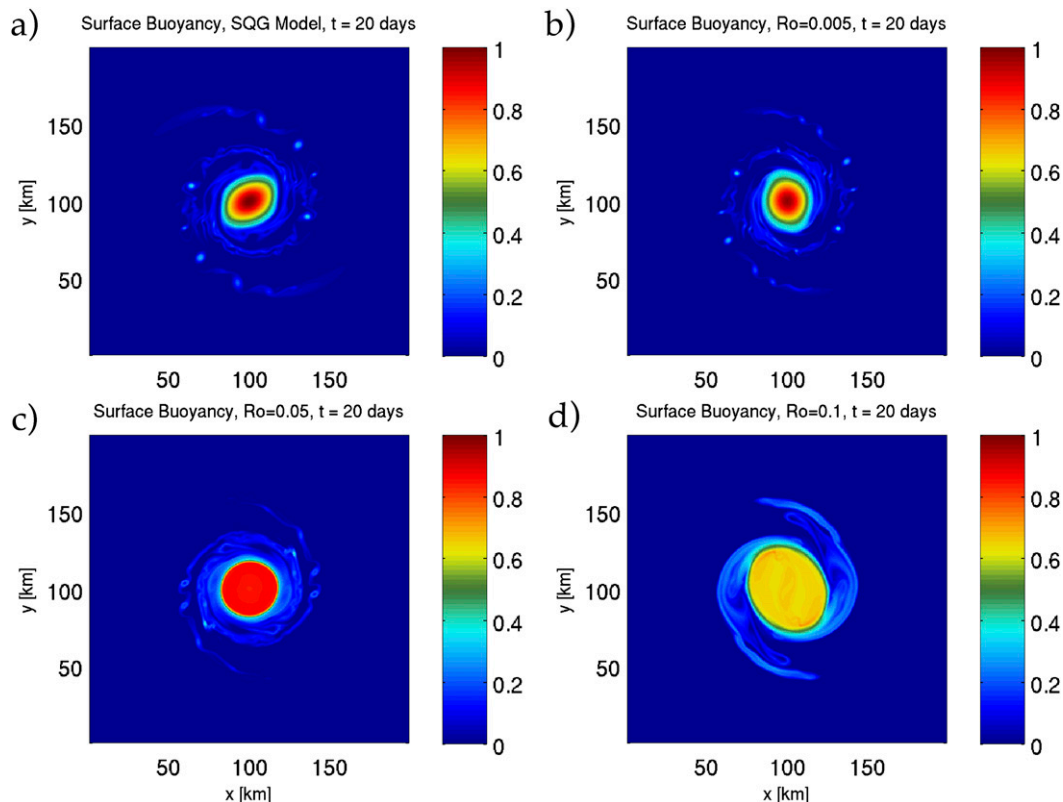 a)
Surface Buoyancy, SQG Model, t = 20 days
y [km]
150
100
50
50 100 150
1
0.8
0.6
0.4
0.2
0
b)
Surface Buoyancy, Ro=0.005, t = 20 days
y [km]
150
100
50
50 100 150
1
0.8
0.6
0.4
0.2
0
c)
Surface Buoyancy, Ro=0.05, t = 20 days
y [km]
150
100
50
50 100 150
x [km]
1
0.8
0.6
0.4
0.2
0
d)
Surface Buoyancy, Ro=0.1, t = 20 days
y [km]
150
100
50
50 100 150
x [km]
1
0.8
0.6
0.4
0.2
0